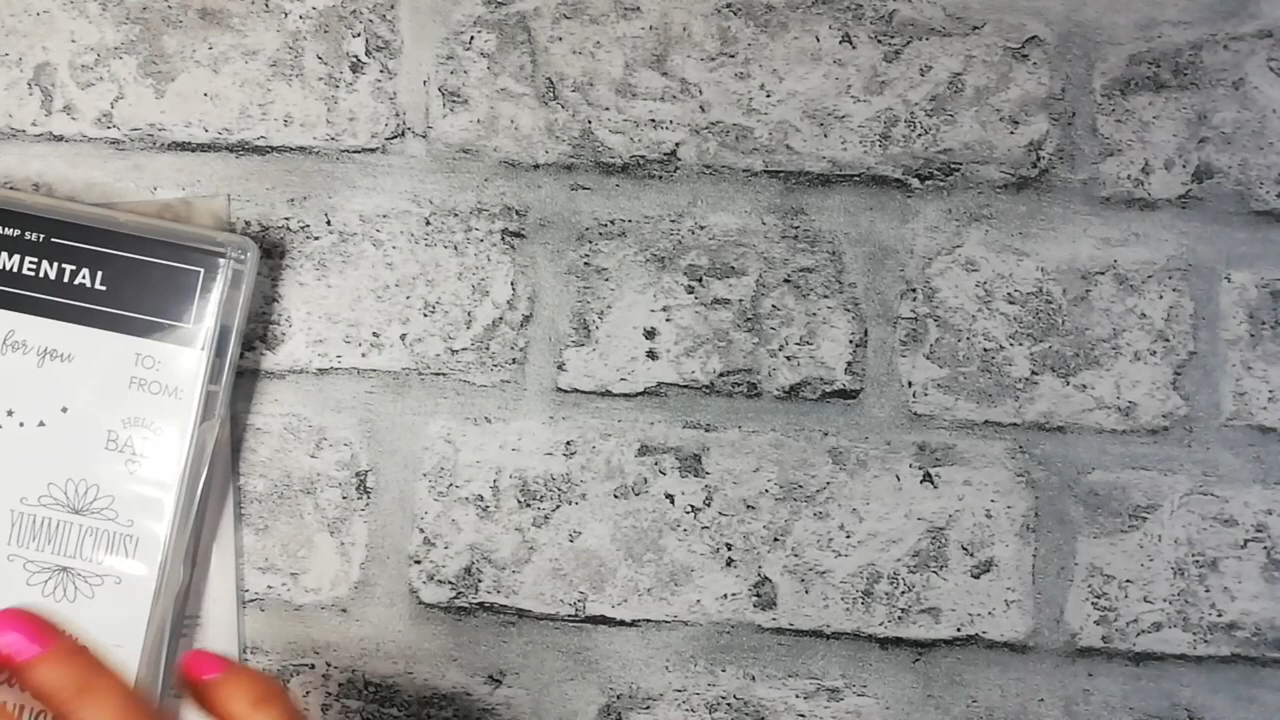 AMP SET
MENTAL
for you
TO:
FROM:
HELLO
YUMMILICIOUS!